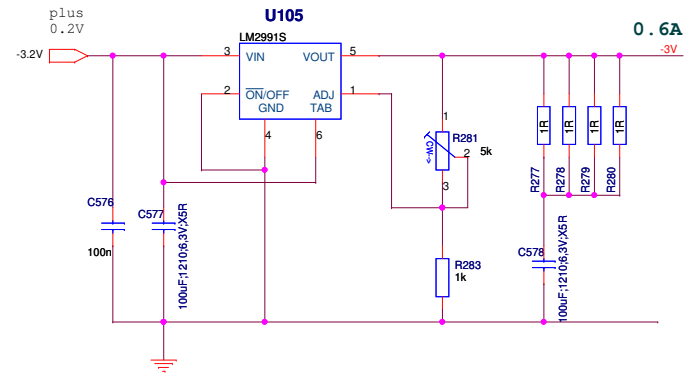 plus
0.2V
U105
0.6A
LM2991S
-3.2V
-3V
3
VIN
VOUT
5
2
ON/OFF
ADJ
1
GND
TAB
4
6
1
R281
2
5k
CW->
3
1R
1R
1R
1R
R277
R278
R279
R280
C576
100n
C577
100uF;1210;6,3V;X5R
R283
1k
C578
100uF;1210;6,3V;X5R